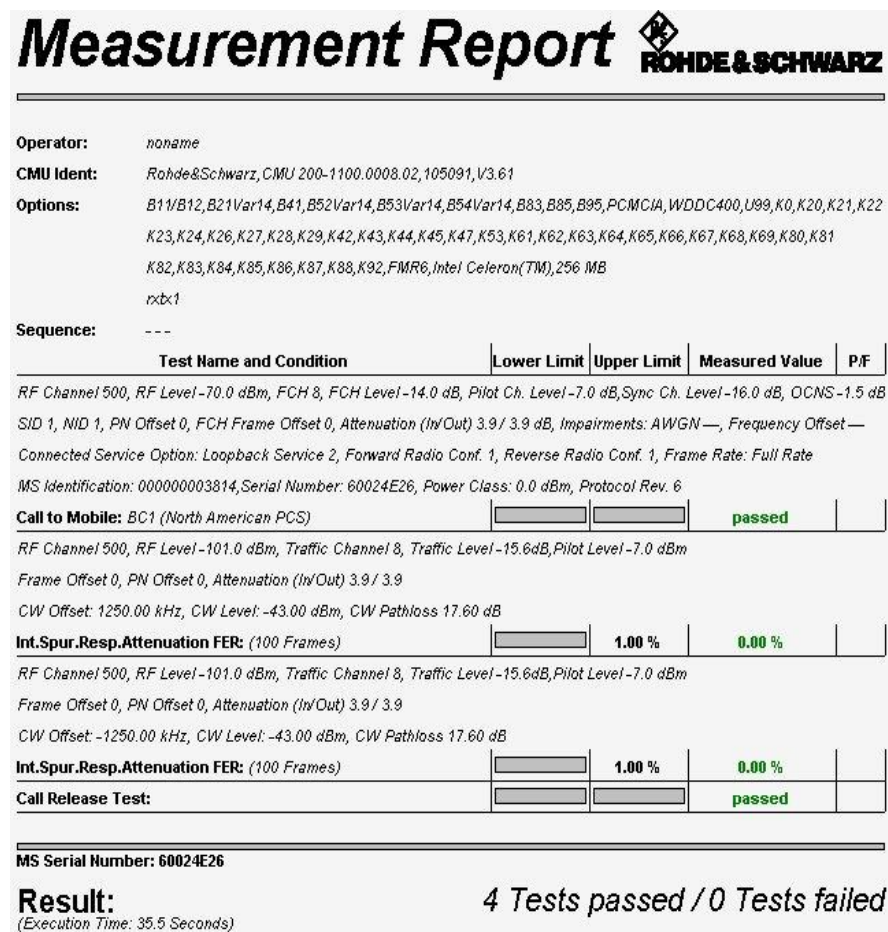 Measurement Report ROHDE&SCHWARZ
Operator: noname
CMU Ident: Rohde&Schwarz,CMU 200-1100.0008.02,105091,V3.61
Options: B11/B12,B21Var14,B41,B52Var14,B53Var14,B54Var14,B83,B85,B95,PCMCIA,WDDC400,U99,K0,K20,K21,K22
K23,K24,K26,K27,K28,K29,K42,K43,K44,K45,K47,K53,K61,K62,K63,K64,K65,K66,K67,K68,K69,K80,K81
K82,K83,K84,K85,K86,K87,K88,K92,FMR6,Intel Celeron(TM),256 MB
rxtx1
Sequence: - - -
Test Name and Condition Lower Limit Upper Limit Measured Value P/F
RF Channel 500, RF Level -70.0 dBm, FCH 8, FCH Level -14.0 dB, Pilot Ch. Level -7.0 dB,Sync Ch. Level -16.0 dB, OCNS -1.5 dB
SID 1, NID 1, PN Offset 0, FCH Frame Offset 0, Attenuation (In/Out) 3.9 / 3.9 dB, Impairments: AWGN ---, Frequency Offset ---
Connected Service Option: Loopback Service 2, Forward Radio Conf. 1, Reverse Radio Conf. 1, Frame Rate: Full Rate
MS Identification: 000000003814,Serial Number: 60024E26, Power Class: 0.0 dBm, Protocol Rev. 6
Call to Mobile: BC1 (North American PCS) passed
RF Channel 500, RF Level -101.0 dBm, Traffic Channel 8, Traffic Level -15.6dB,Pilot Level -7.0 dBm
Frame Offset 0, PN Offset 0, Attenuation (In/Out) 3.9 / 3.9
CW Offset: 1250.00 kHz, CW Level: -43.00 dBm, CW Pathloss 17.60 dB
Int.Spur.Resp.Attenuation FER: (100 Frames) 1.00 % 0.00 %
RF Channel 500, RF Level -101.0 dBm, Traffic Channel 8, Traffic Level -15.6dB,Pilot Level -7.0 dBm
Frame Offset 0, PN Offset 0, Attenuation (In/Out) 3.9 / 3.9
CW Offset: -1250.00 kHz, CW Level: -43.00 dBm, CW Pathloss 17.60 dB
Int.Spur.Resp.Attenuation FER: (100 Frames) 1.00 % 0.00 %
Call Release Test: passed
MS Serial Number: 60024E26
Result: 4 Tests passed / 0 Tests failed
(Execution Time: 35.5 Seconds)